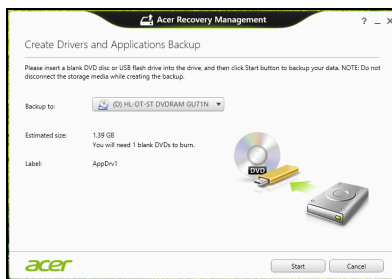 Acer Recovery Management
? _ X
Create Drivers and Applications Backup
Please insert a blank DVD disc or USB flash drive into the drive, and then click Start button to backup your data. NOTE: Do not
disconnect the storage media while creating the backup.
Backup to: (D) HL-DT-ST DVDRAM GU71N
Estimated size: 1.39 GB
You will need 1 blank DVDs to burn.
Label: AppDrv1
DVD
acer Start Cancel